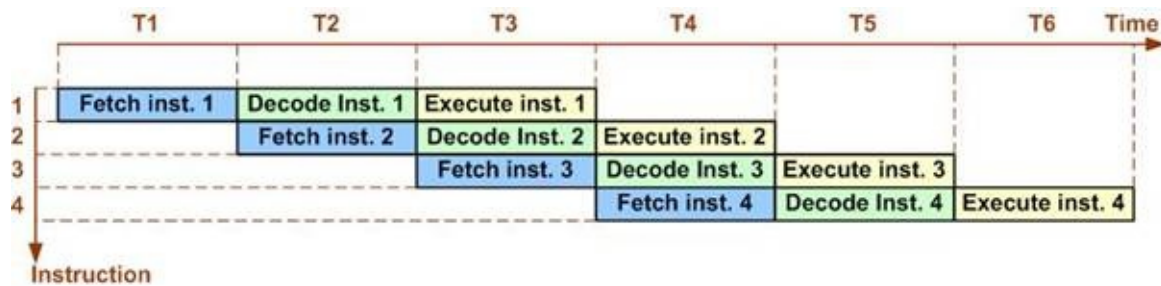 T1 T2 T3 T4 T5 T6 Time
1 Fetch inst. 1 Decode Inst. 1 Execute inst. 1
2 Fetch inst. 2 Decode Inst. 2 Execute inst. 2
3 Fetch inst. 3 Decode Inst. 3 Execute inst. 3
4 Fetch inst. 4 Decode Inst. 4 Execute inst. 4
Instruction